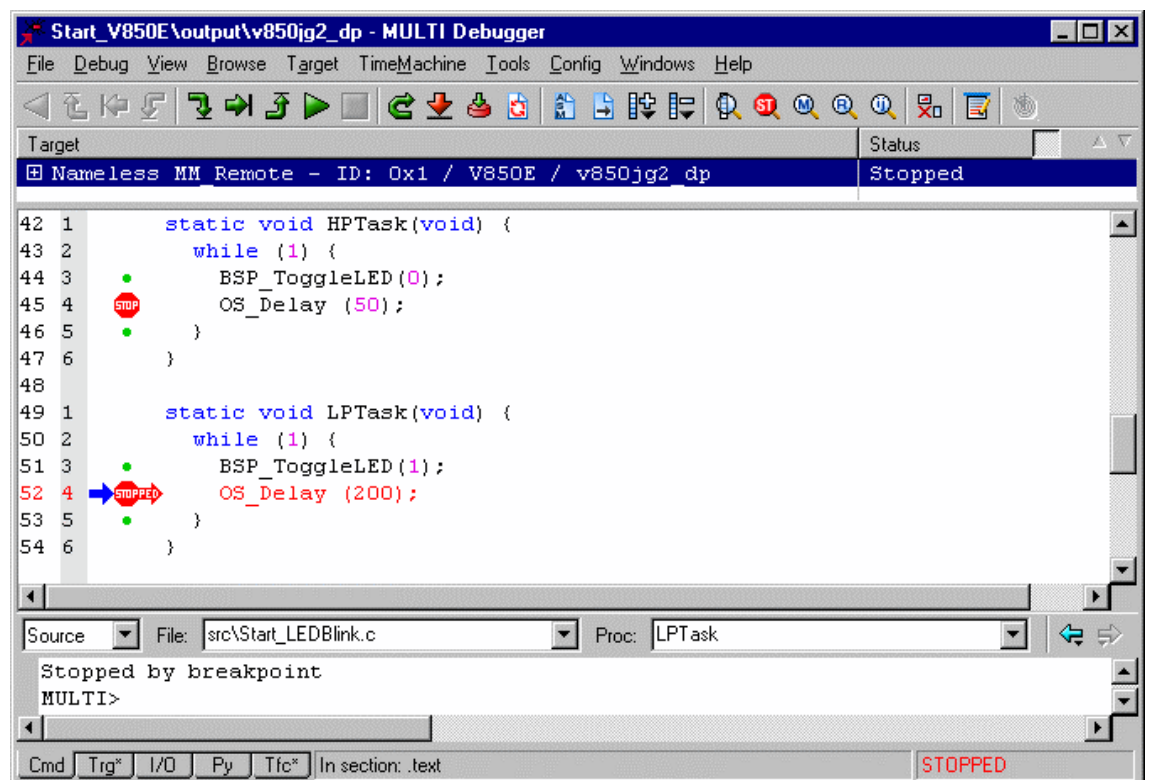 Start_V850E\output\v850jg2_dp - MULTI Debugger
File Debug View Browse Target TimeMachine Tools Config Windows Help
ST M R U
Target Status
Nameless MM_Remote - ID: 0x1 / V850E / v850jg2_dp Stopped
42 1 static void HPTask(void) {
43 2 while (1) {
44 3 BSP_ToggleLED(0);
45 4 STOP OS_Delay (50);
46 5 }
47 6 }
48
49 1 static void LPTask(void) {
50 2 while (1) {
51 3 BSP_ToggleLED(1);
52 4 STOPPED OS_Delay (200);
53 5 }
54 6 }
Source File: src\Start_LEDBlink.c Proc: LPTask
Stopped by breakpoint
MULTI>
Cmd Trg* I/O Py Tfc* In section: .text STOPPED